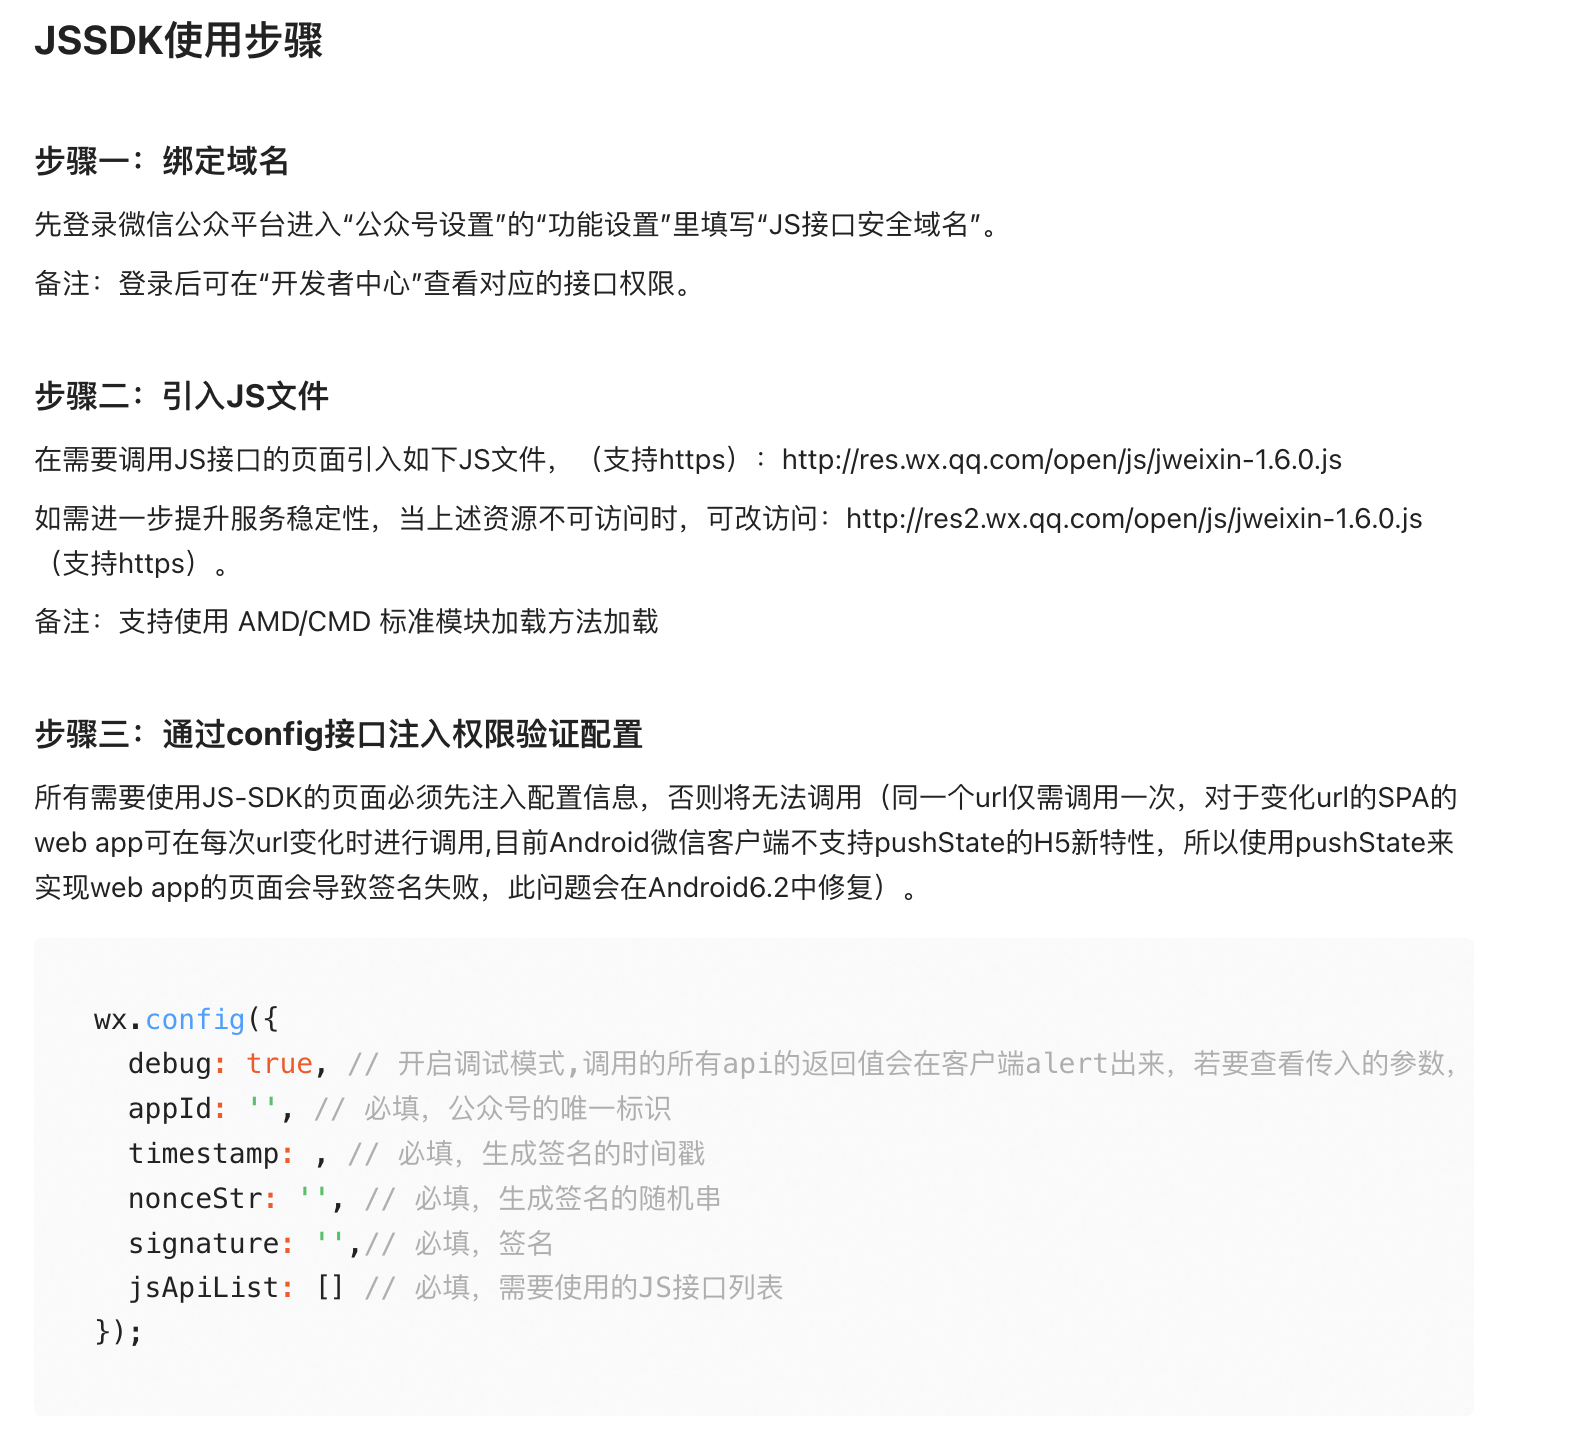 JSSDK使用步骤
步骤一：绑定域名
先登录微信公众平台进入“公众号设置”的“功能设置”里填写“JS接口安全域名”。
备注：登录后可在“开发者中心”查看对应的接口权限。
步骤二：引入JS文件
在需要调用JS接口的页面引入如下JS文件，（支持https）：http://res.wx.qq.com/open/js/jweixin-1.6.0.js
如需进一步提升服务稳定性，当上述资源不可访问时，可改访问：http://res2.wx.qq.com/open/js/jweixin-1.6.0.js
（支持https）。
备注：支持使用 AMD/CMD 标准模块加载方法加载
步骤三：通过config接口注入权限验证配置
所有需要使用JS-SDK的页面必须先注入配置信息，否则将无法调用（同一个url仅需调用一次，对于变化url的SPA的
web app可在每次url变化时进行调用,目前Android微信客户端不支持pushState的H5新特性，所以使用pushState来
实现web app的页面会导致签名失败，此问题会在Android6.2中修复）。
wx.config({
  debug: true, // 开启调试模式,调用的所有api的返回值会在客户端alert出来，若要查看传入的参数，
  appId: '', // 必填，公众号的唯一标识
  timestamp: , // 必填，生成签名的时间戳
  nonceStr: '', // 必填，生成签名的随机串
  signature: '',// 必填，签名
  jsApiList: [] // 必填，需要使用的JS接口列表
});